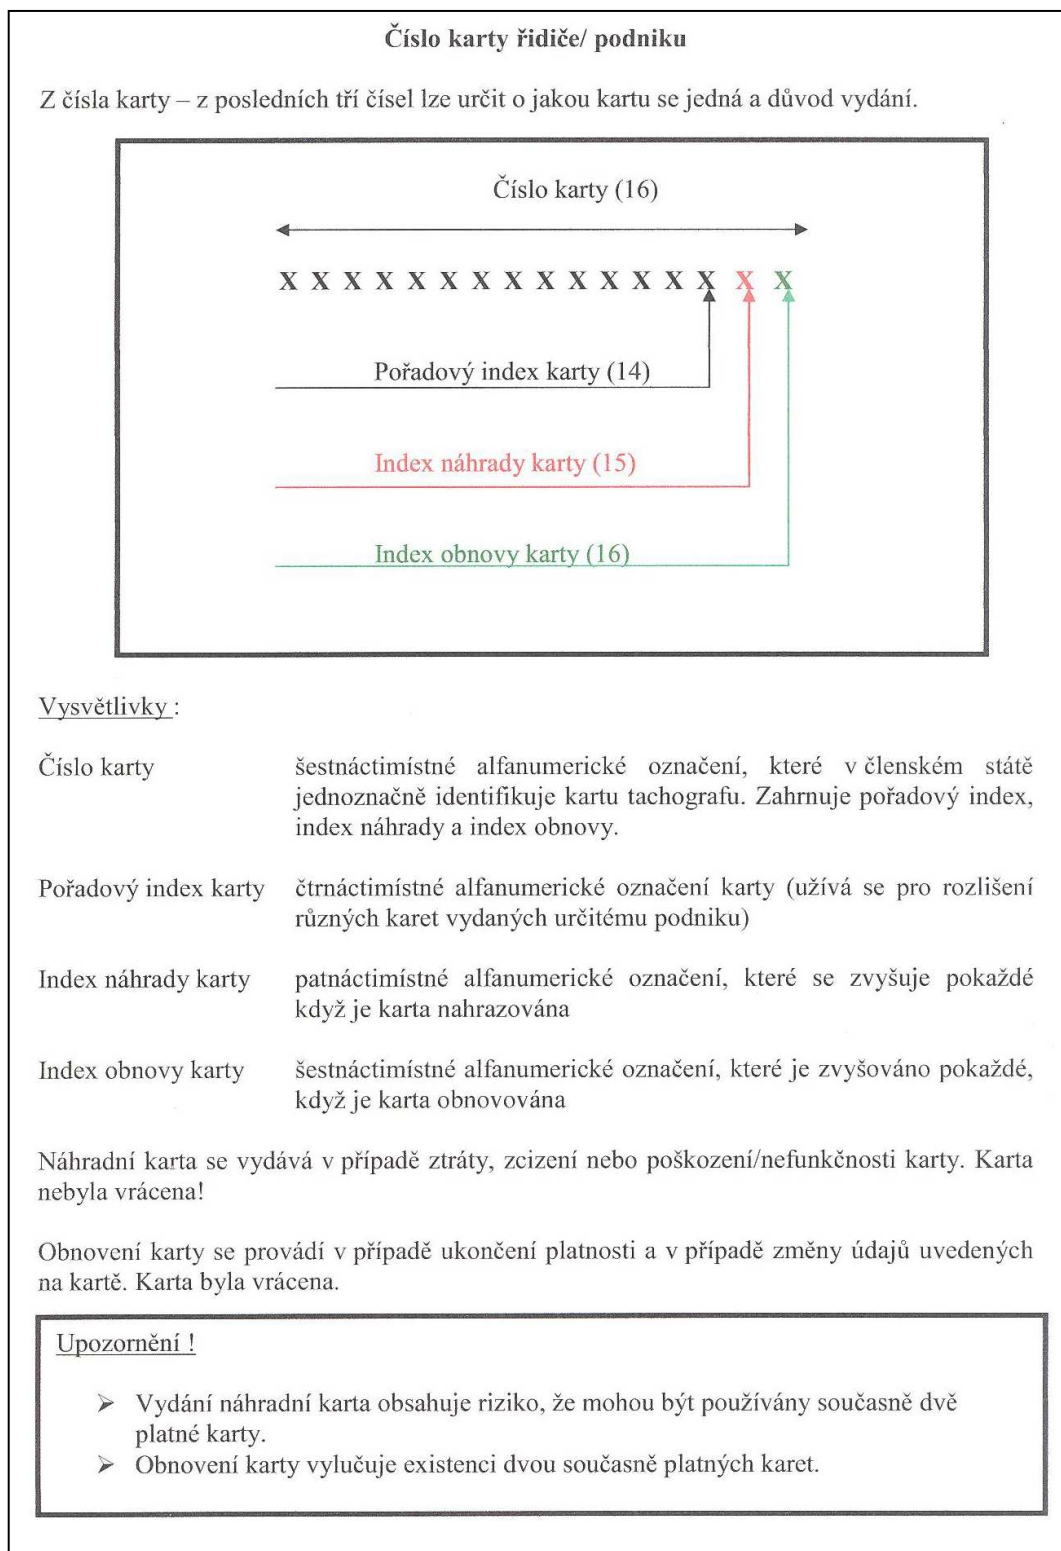 Číslo karty řidiče/ podniku
Z čísla karty – z posledních tří čísel lze určit o jakou kartu se jedná a důvod vydání.
Číslo karty (16)
X X X X X X X X X X X X X X X X
Pořadový index karty (14)
Index náhrady karty (15)
Index obnovy karty (16)
Vysvětlivky :
Číslo karty šestnáctimístné alfanumerické označení, které v členském státě
jednoznačně identifikuje kartu tachografu. Zahrnuje pořadový index,
index náhrady a index obnovy.
Pořadový index karty čtrnáctimístné alfanumerické označení karty (užívá se pro rozlišení
různých karet vydaných určitému podniku)
Index náhrady karty patnáctimístné alfanumerické označení, které se zvyšuje pokaždé
když je karta nahrazována
Index obnovy karty šestnáctimístné alfanumerické označení, které je zvyšováno pokaždé,
když je karta obnovována
Náhradní karta se vydává v případě ztráty, zcizení nebo poškození/nefunkčnosti karty. Karta
nebyla vrácena!
Obnovení karty se provádí v případě ukončení platnosti a v případě změny údajů uvedených
na kartě. Karta byla vrácena.
Upozornění !
➢ Vydání náhradní karta obsahuje riziko, že mohou být používány současně dvě
platné karty.
➢ Obnovení karty vylučuje existenci dvou současně platných karet.